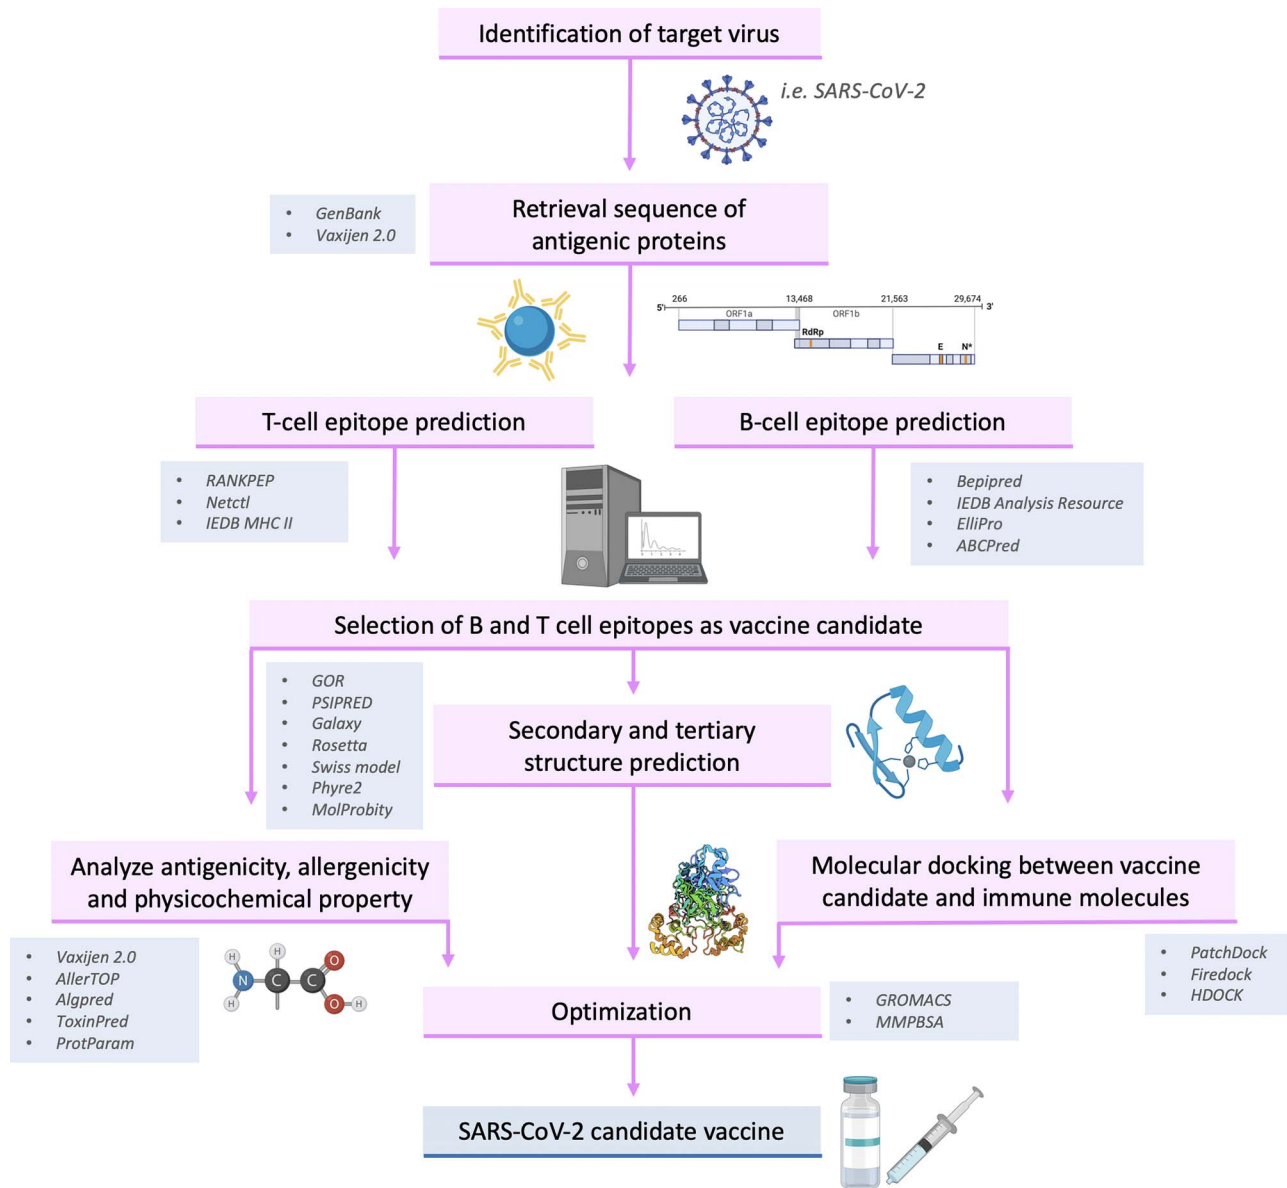 Identification of target virus
i.e. SARS-CoV-2
• GenBank
• Vaxijen 2.0
Retrieval sequence of
antigenic proteins
266 13,468 21,563 29,674
5' 3'
ORF1a ORF1b
RdRp
E N*
T-cell epitope prediction
B-cell epitope prediction
• RANKPEP
• Netctl
• IEDB MHC II
• Bepipred
• IEDB Analysis Resource
• ElliPro
• ABCPred
Selection of B and T cell epitopes as vaccine candidate
• GOR
• PSIPRED
• Galaxy
• Rosetta
• Swiss model
• Phyre2
• MolProbity
Secondary and tertiary
structure prediction
Analyze antigenicity, allergenicity
and physicochemical property
Molecular docking between vaccine
candidate and immune molecules
• Vaxijen 2.0
• AllerTOP
• Algpred
• ToxinPred
• ProtParam
H H O
N C C
H O H
• PatchDock
• Firedock
• HDOCK
Optimization
• GROMACS
• MMPBSA
SARS-CoV-2 candidate vaccine